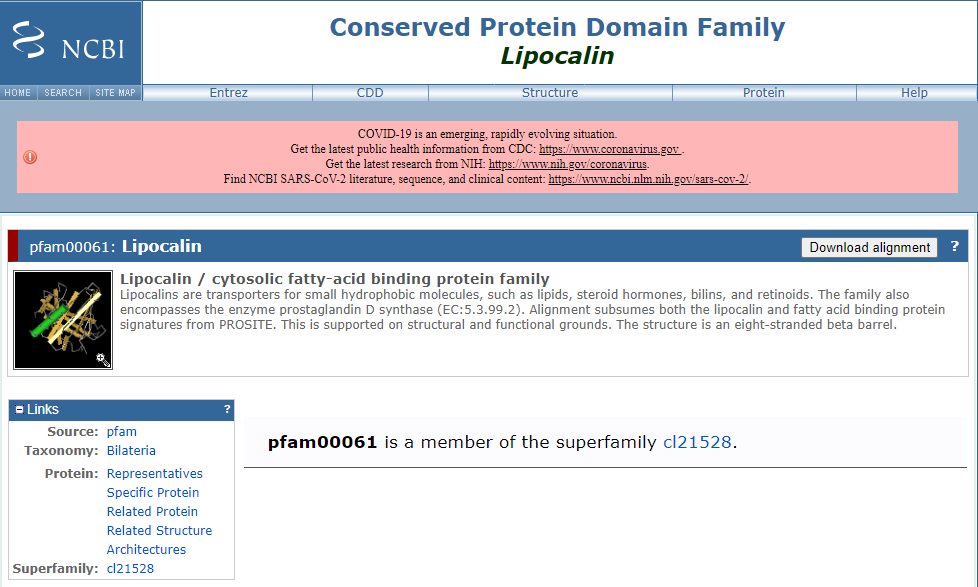 NCBI
Conserved Protein Domain Family
Lipocalin
HOME SEARCH SITE MAP Entrez CDD Structure Protein Help
COVID-19 is an emerging, rapidly evolving situation.
Get the latest public health information from CDC: https://www.coronavirus.gov .
Get the latest research from NIH: https://www.nih.gov/coronavirus.
Find NCBI SARS-CoV-2 literature, sequence, and clinical content: https://www.ncbi.nlm.nih.gov/sars-cov-2/.
pfam00061: Lipocalin Download alignment ?
Lipocalin / cytosolic fatty-acid binding protein family
Lipocalins are transporters for small hydrophobic molecules, such as lipids, steroid hormones, bilins, and retinoids. The family also
encompasses the enzyme prostaglandin D synthase (EC:5.3.99.2). Alignment subsumes both the lipocalin and fatty acid binding protein
signatures from PROSITE. This is supported on structural and functional grounds. The structure is an eight-stranded beta barrel.
Links ?
Source: pfam
Taxonomy: Bilateria
Protein: Representatives
Specific Protein
Related Protein
Related Structure
Architectures
Superfamily: cl21528
pfam00061 is a member of the superfamily cl21528.